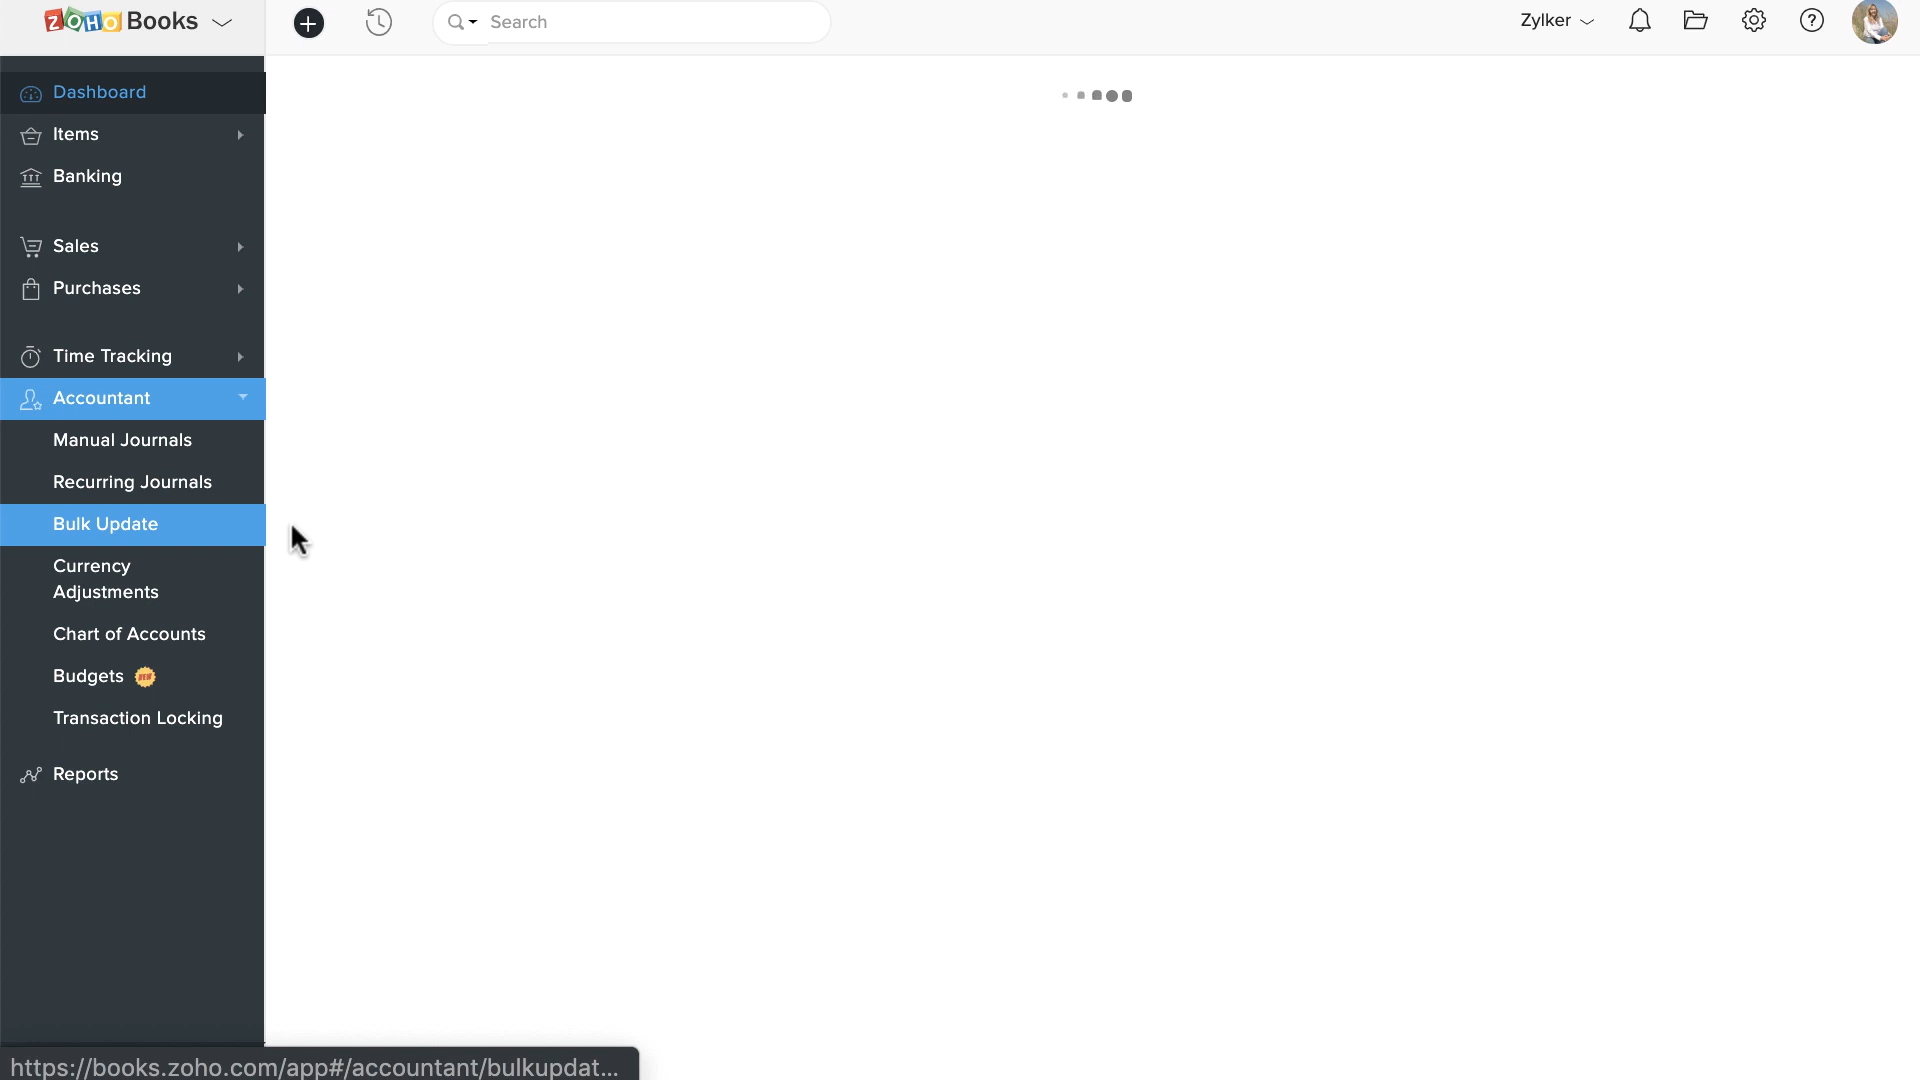 ZOHO Books
Search
Zylker
Dashboard
Items
Banking
Sales
Purchases
Time Tracking
Accountant
Manual Journals
Recurring Journals
Bulk Update
Currency
Adjustments
Chart of Accounts
Budgets NEW
Transaction Locking
Reports
https://books.zoho.com/app#/accountant/bulkupdat...